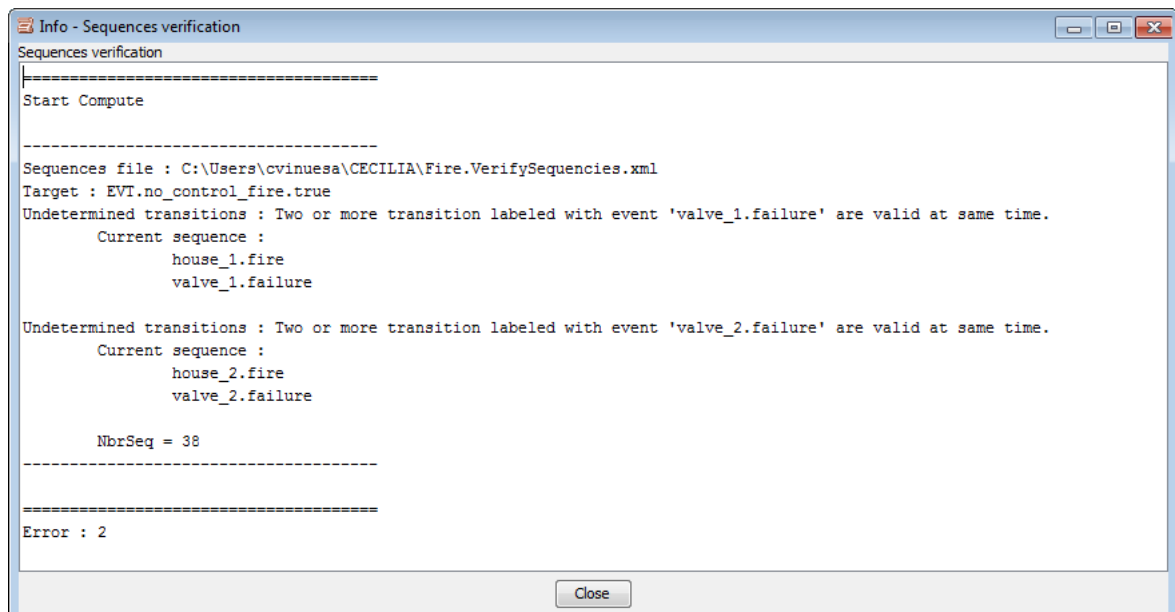 Info - Sequences verification
Sequences verification
======================================
Start Compute
--------------------------------------
Sequences file : C:\Users\cvinuesa\CECILIA\Fire.VerifySequencies.xml
Target : EVT.no_control_fire.true
Undetermined transitions : Two or more transition labeled with event 'valve_1.failure' are valid at same time.
Current sequence :
house_1.fire
valve_1.failure
Undetermined transitions : Two or more transition labeled with event 'valve_2.failure' are valid at same time.
Current sequence :
house_2.fire
valve_2.failure
NbrSeq = 38
--------------------------------------
======================================
Error : 2
Close